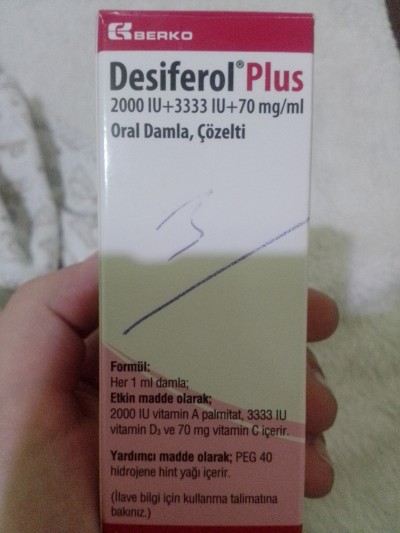 BERKO
Desiferol® Plus
2000 IU+3333 IU+70 mg/ml
Oral Damla, Çözelti
3
Formül:
Her 1 ml damla;
Etkin madde olarak;
2000 IU vitamin A palmitat, 3333 IU
vitamin D₃ ve 70 mg vitamin C içerir.
Yardımcı madde olarak; PEG 40
hidrojene hint yağı içerir.
(İlave bilgi için kullanma talimatına
bakınız.)